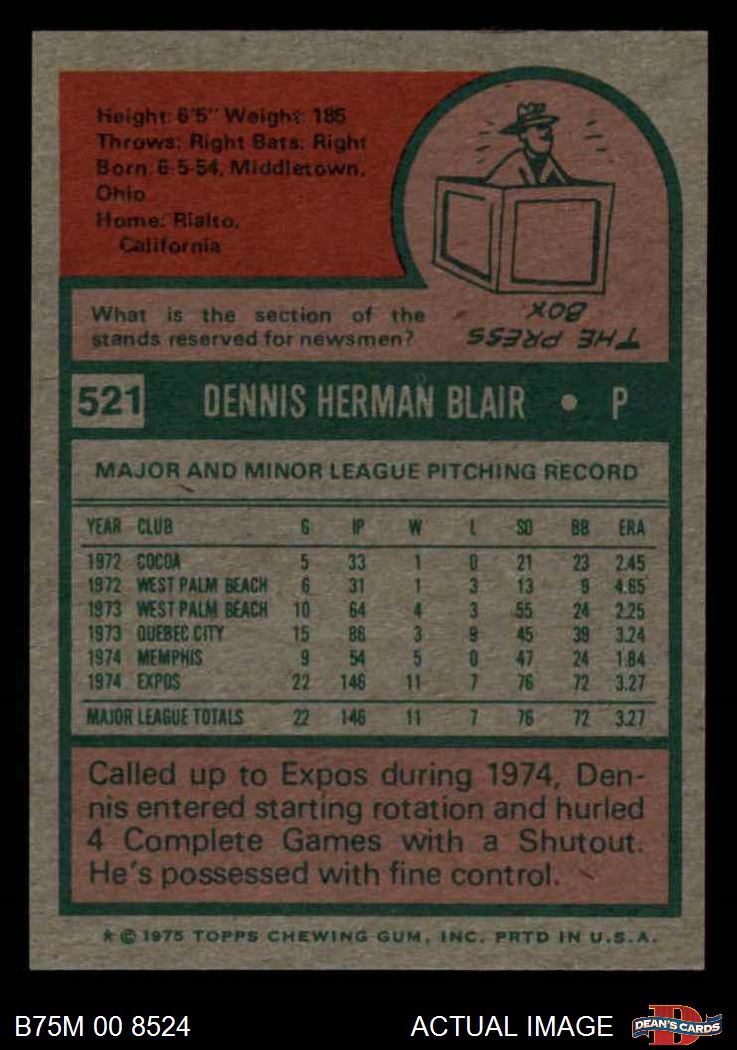 Height: 6'5" Weight: 185
Throws: Right Bats: Right
Born: 6-5-54, Middletown,
Ohio
Home: Rialto,
California
What is the section of the
stands reserved for newsmen?
THE PRESS
BOX
521 DENNIS HERMAN BLAIR • P
MAJOR AND MINOR LEAGUE PITCHING RECORD
YEAR CLUB G IP W L SO BB ERA
1972 COCOA 5 33 1 0 21 23 2.45
1972 WEST PALM BEACH 6 31 1 3 13 9 4.65
1973 WEST PALM BEACH 10 64 4 3 55 24 2.25
1973 QUEBEC CITY 15 86 3 9 45 39 3.24
1974 MEMPHIS 9 54 5 0 47 24 1.84
1974 EXPOS 22 146 11 7 76 72 3.27
MAJOR LEAGUE TOTALS 22 146 11 7 76 72 3.27
Called up to Expos during 1974, Den-
nis entered starting rotation and hurled
4 Complete Games with a Shutout.
He's possessed with fine control.
* © 1975 TOPPS CHEWING GUM, INC. PRTD IN U.S.A.
B75M 00 8524 ACTUAL IMAGE
DEAN'S CARDS